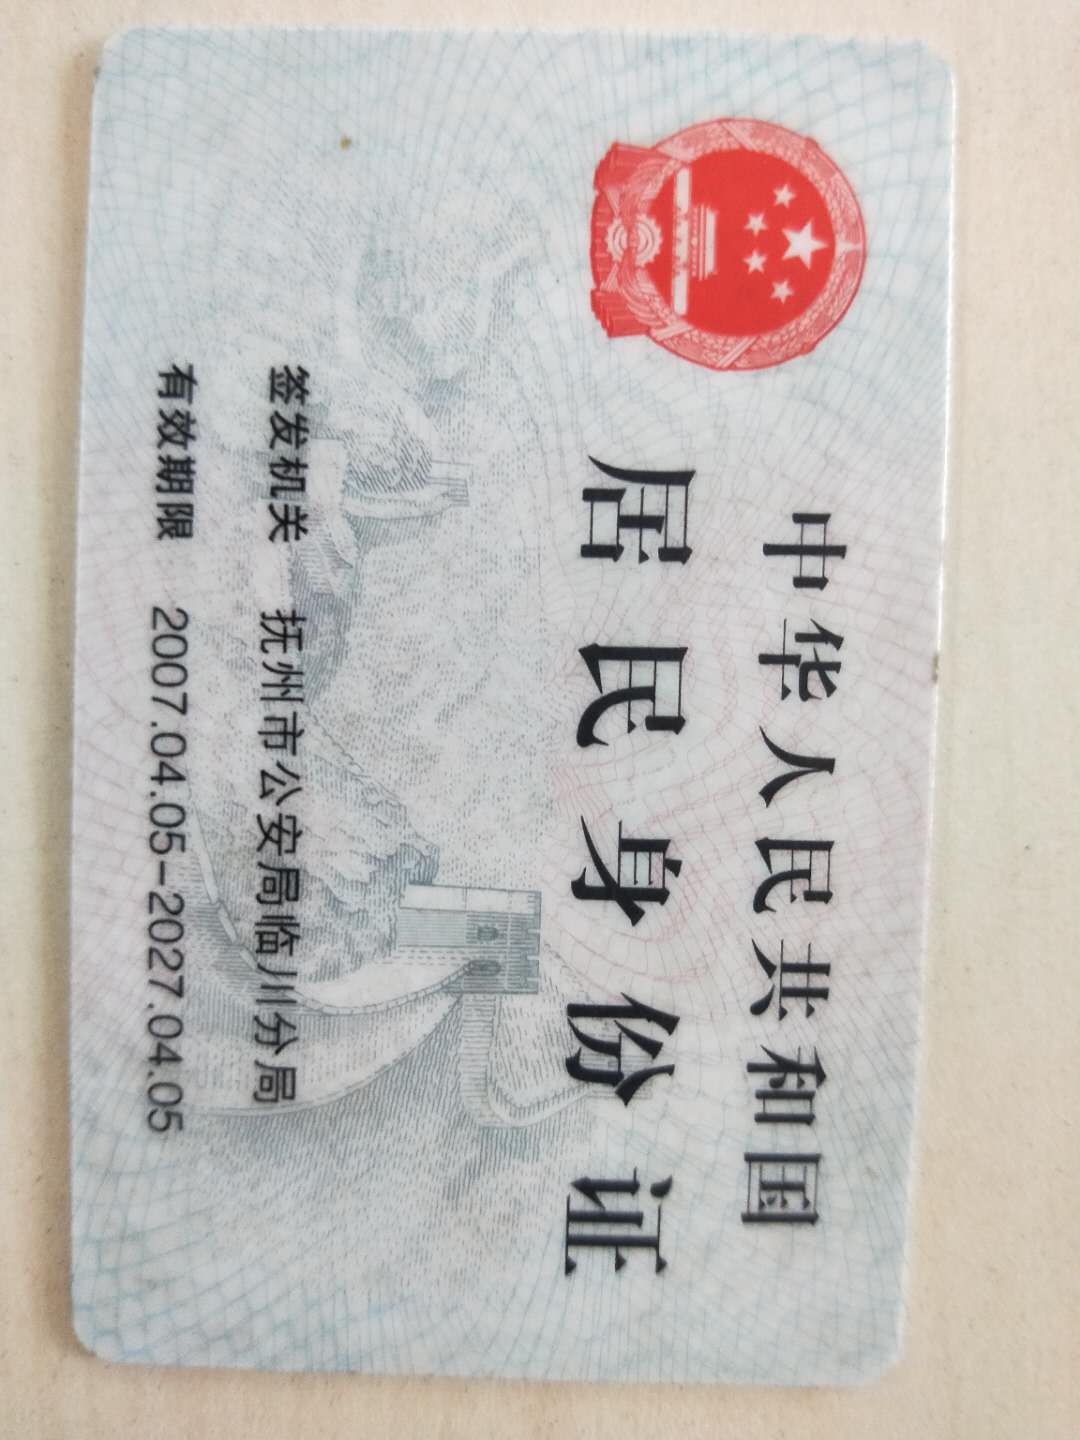 中华人民共和国
居民身份证
签发机关 抚州市公安局临川分局
有效期限 2007.04.05-2027.04.05